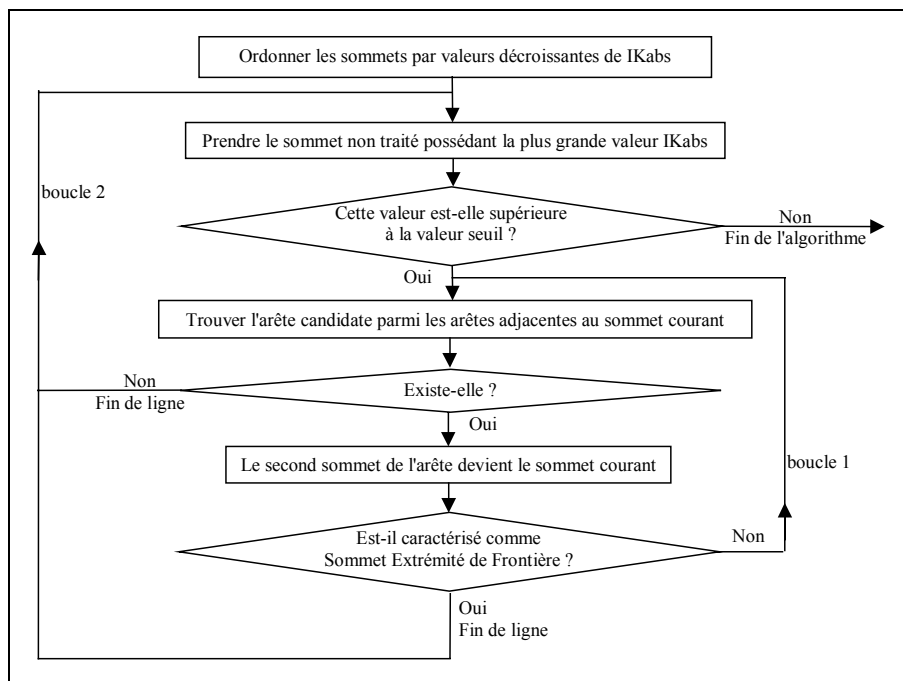 Ordonner les sommets par valeurs décroissantes de IKabs
Prendre le sommet non traité possédant la plus grande valeur IKabs
boucle 2
Cette valeur est-elle supérieure
à la valeur seuil ?
Non
Fin de l'algorithme
Oui
Trouver l'arête candidate parmi les arêtes adjacentes au sommet courant
Non
Fin de ligne
Existe-elle ?
Oui
Le second sommet de l'arête devient le sommet courant
boucle 1
Est-il caractérisé comme
Sommet Extrémité de Frontière ?
Non
Oui
Fin de ligne